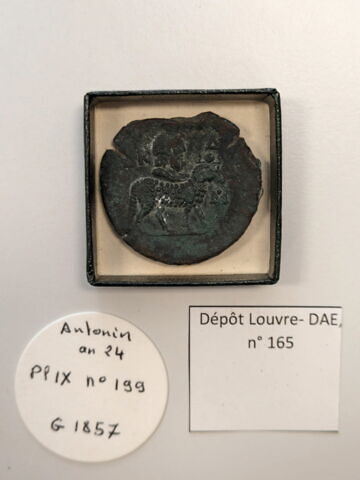 Antonin
an 24
Pl IX n° 199
G 1857
Dépôt Louvre- DAE,
n° 165